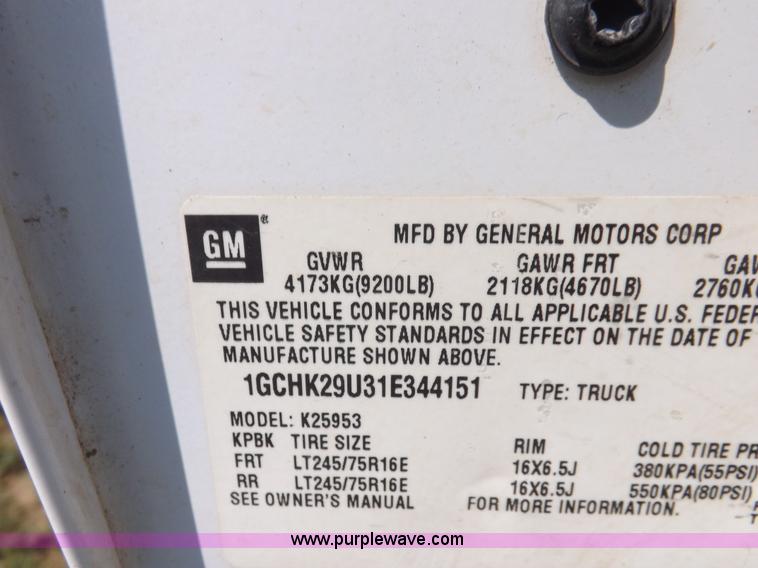 GM ®
MFD BY GENERAL MOTORS CORP
GVWR GAWR FRT
4173KG(9200LB) 2118KG(4670LB) 2760K
THIS VEHICLE CONFORMS TO ALL APPLICABLE U.S. FEDER
VEHICLE SAFETY STANDARDS IN EFFECT ON THE DATE OF
MANUFACTURE SHOWN ABOVE.
1GCHK29U31E344151 TYPE: TRUCK
MODEL: K25953
KPBK TIRE SIZE RIM COLD TIRE PR
FRT LT245/75R16E 16X6.5J 380KPA(55PSI)
RR LT245/75R16E 16X6.5J 550KPA(80PSI)
SEE OWNER'S MANUAL FOR MORE INFORMATION.
www.purplewave.com